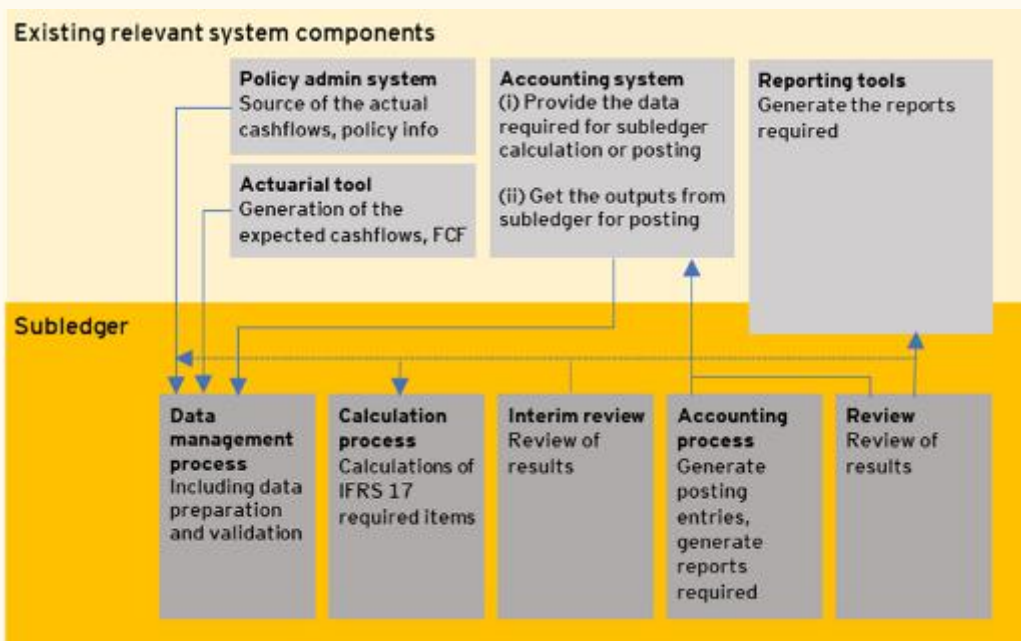 Existing relevant system components
Policy admin system
Source of the actual
cashflows, policy info
Actuarial tool
Generation of the
expected cashflows, FCF
Accounting system
(i) Provide the data
required for subledger
calculation or posting
(ii) Get the outputs from
subledger for posting
Reporting tools
Generate the reports
required
Subledger
Data
management
process
Including data
preparation
and validation
Calculation
process
Calculations of
IFRS 17
required items
Interim review
Review of
results
Accounting
process
Generate
posting
entries,
generate
reports
required
Review
Review of
results